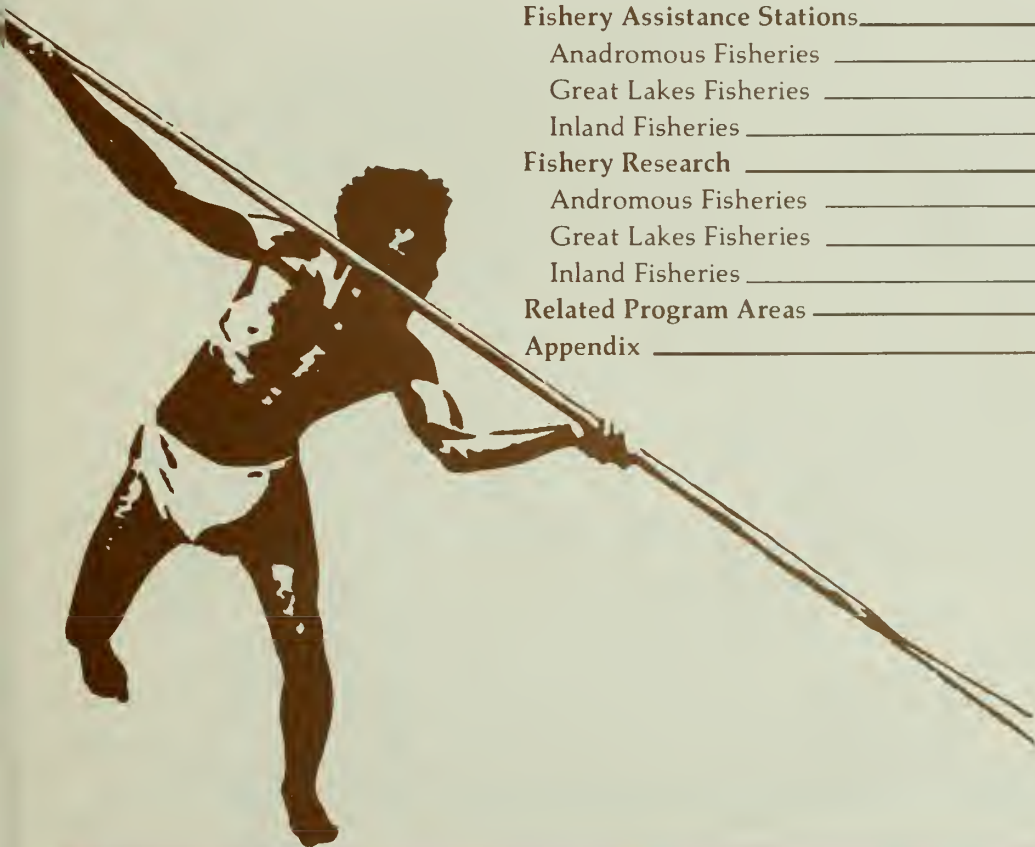 Fishery Assistance Stations
Anadromous Fisheries
Great Lakes Fisheries
Inland Fisheries
Fishery Research
Andromous Fisheries
Great Lakes Fisheries
Inland Fisheries
Related Program Areas
Appendix